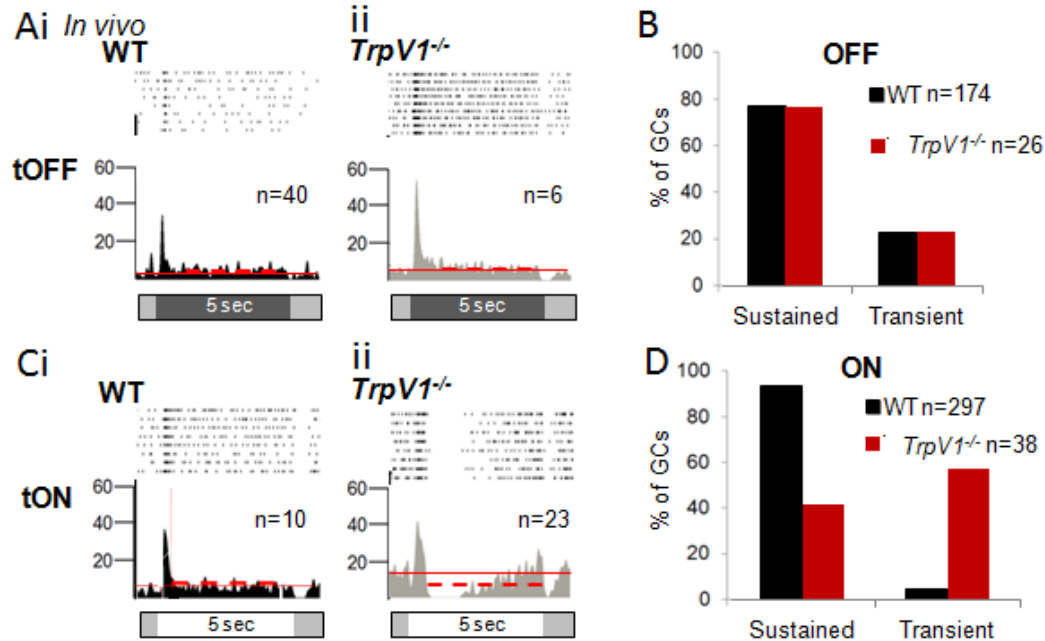 Ai In vivo
WT
ii
TrpV1-/-
tOFF
60
40
20
n=40
5 sec
60
40
20
n=6
5 sec
B
OFF
% of GCs
100
80
60
40
20
0
WT n=174
TrpV1-/- n=26
Sustained
Transient
Ci
WT
ii
TrpV1-/-
tON
60
40
20
n=10
5 sec
60
40
20
n=23
5 sec
D
ON
% of GCs
100
80
60
40
20
0
WT n=297
TrpV1-/- n=38
Sustained
Transient